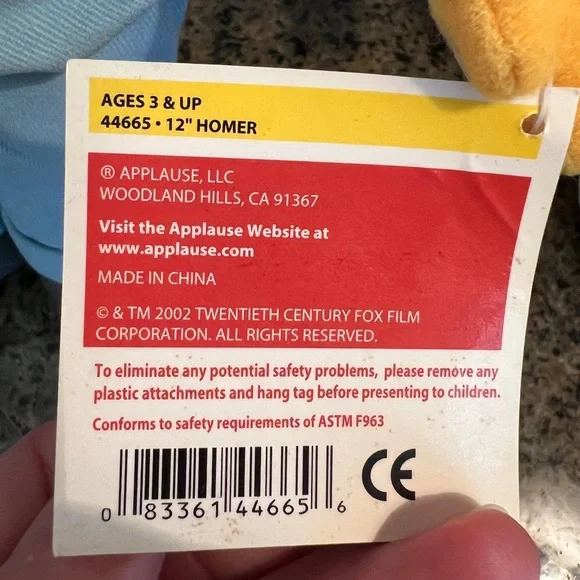 AGES 3 & UP
44665 • 12" HOMER
® APPLAUSE, LLC
WOODLAND HILLS, CA 91367
Visit the Applause Website at
www.applause.com
MADE IN CHINA
© & TM 2002 TWENTIETH CENTURY FOX FILM
CORPORATION. ALL RIGHTS RESERVED.
To eliminate any potential safety problems, please remove any
plastic attachments and hang tag before presenting to children.
Conforms to safety requirements of ASTM F963
CE
0 83361 44665 6